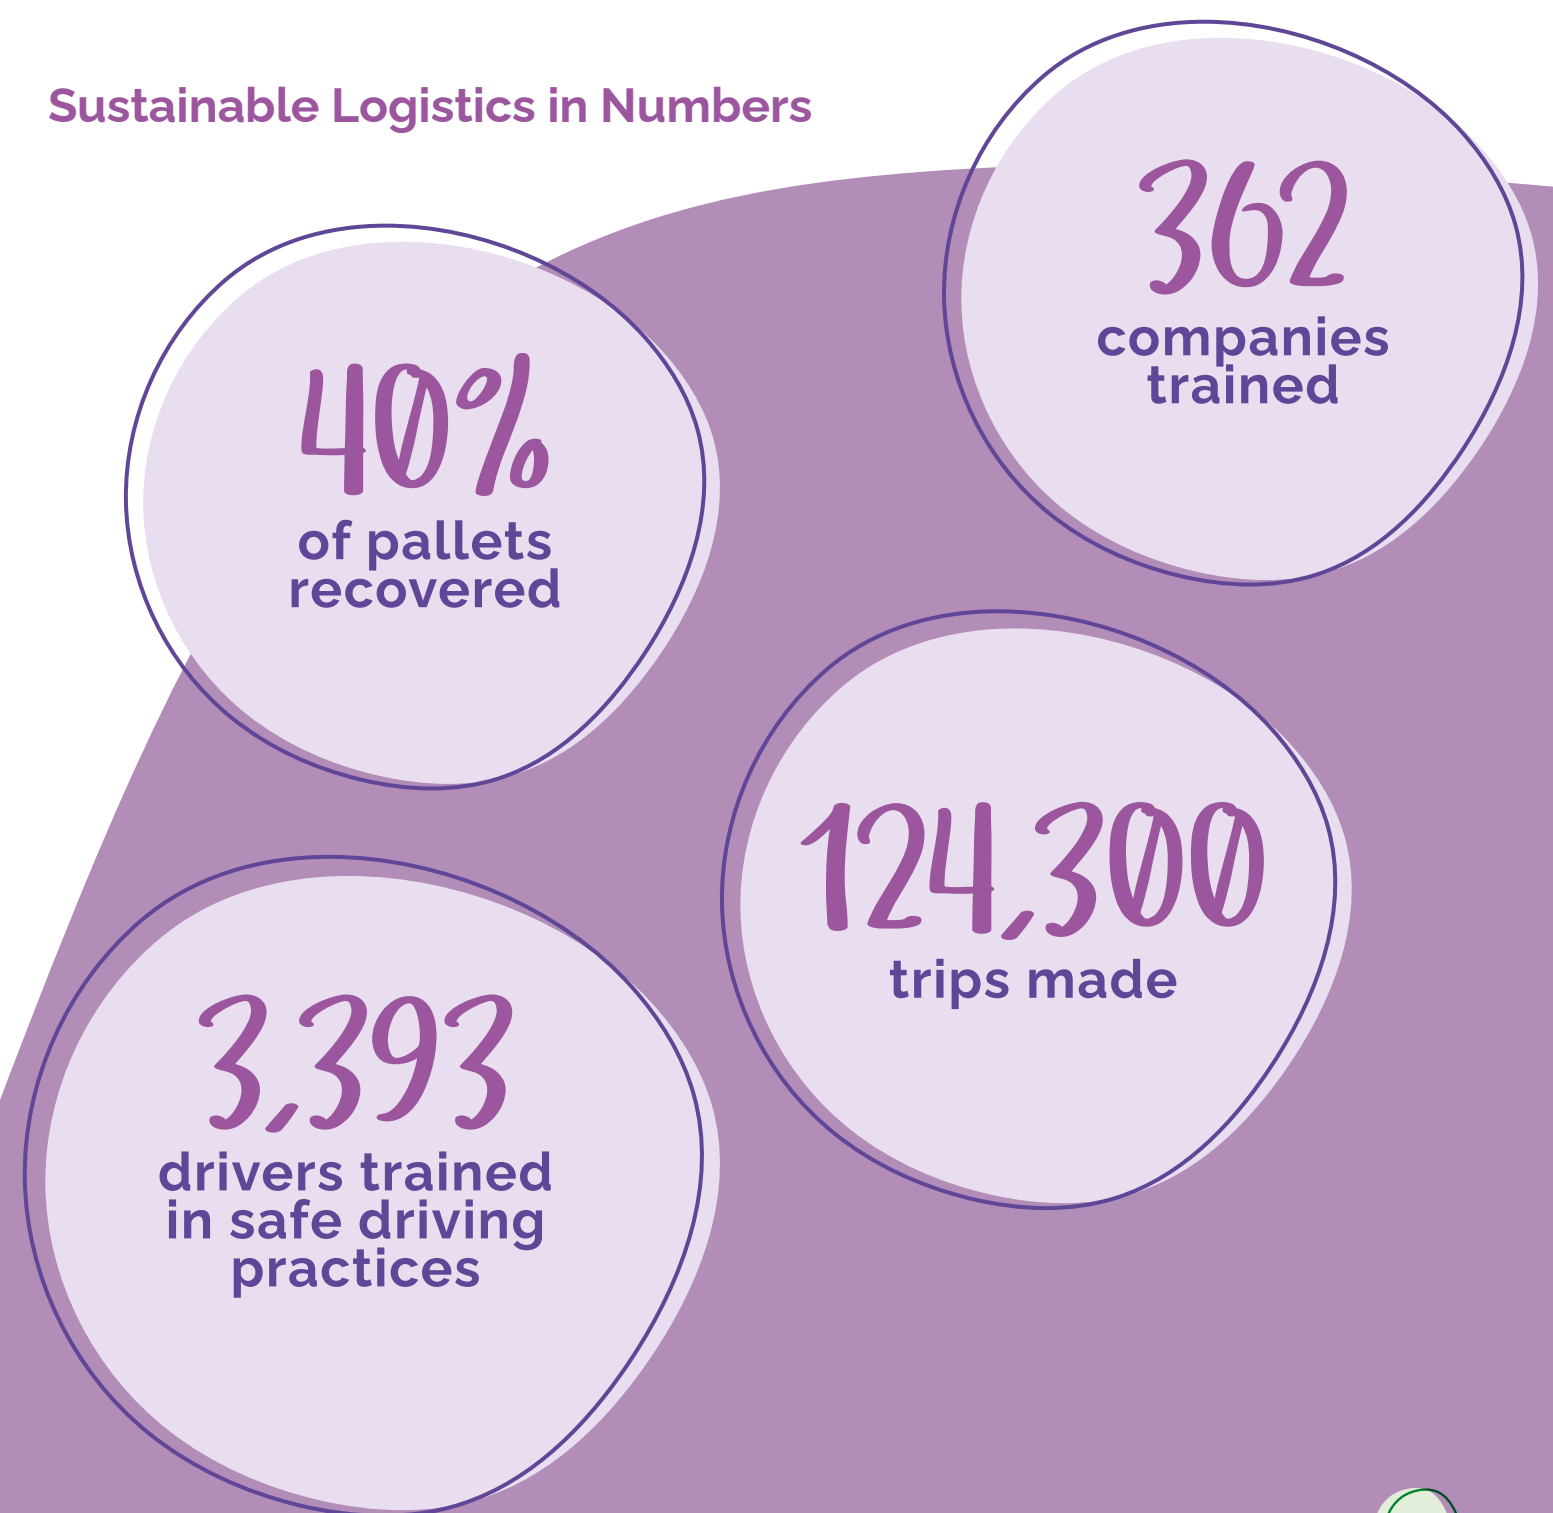 Sustainable Logistics in Numbers
362
companies
trained
40%
of pallets
recovered
124,300
trips made
3,393
drivers trained
in safe driving
practices